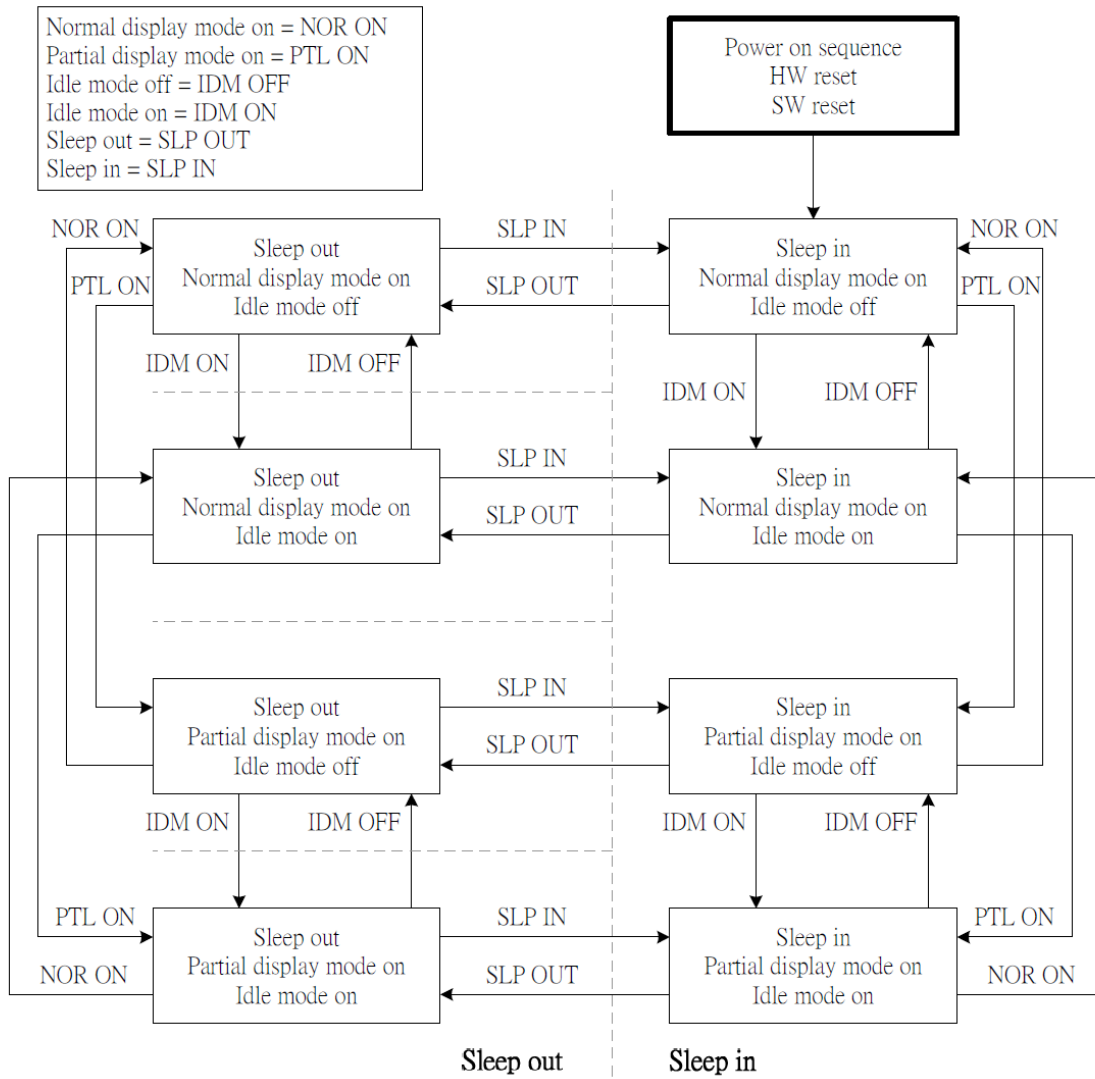 Normal display mode on = NOR ON
Partial display mode on = PTL ON
Idle mode off = IDM OFF
Idle mode on = IDM ON
Sleep out = SLP OUT
Sleep in = SLP IN
Power on sequence
HW reset
SW reset
NOR ON
PTL ON
Sleep out
Normal display mode on
Idle mode off
SLP IN
SLP OUT
Sleep in
Normal display mode on
Idle mode off
NOR ON
PTL ON
IDM ON
IDM OFF
IDM ON
IDM OFF
Sleep out
Normal display mode on
Idle mode on
SLP IN
SLP OUT
Sleep in
Normal display mode on
Idle mode on
Sleep out
Partial display mode on
Idle mode off
SLP IN
SLP OUT
Sleep in
Partial display mode on
Idle mode off
IDM ON
IDM OFF
IDM ON
IDM OFF
PTL ON
NOR ON
Sleep out
Partial display mode on
Idle mode on
SLP IN
SLP OUT
Sleep in
Partial display mode on
Idle mode on
PTL ON
NOR ON
Sleep out
Sleep in